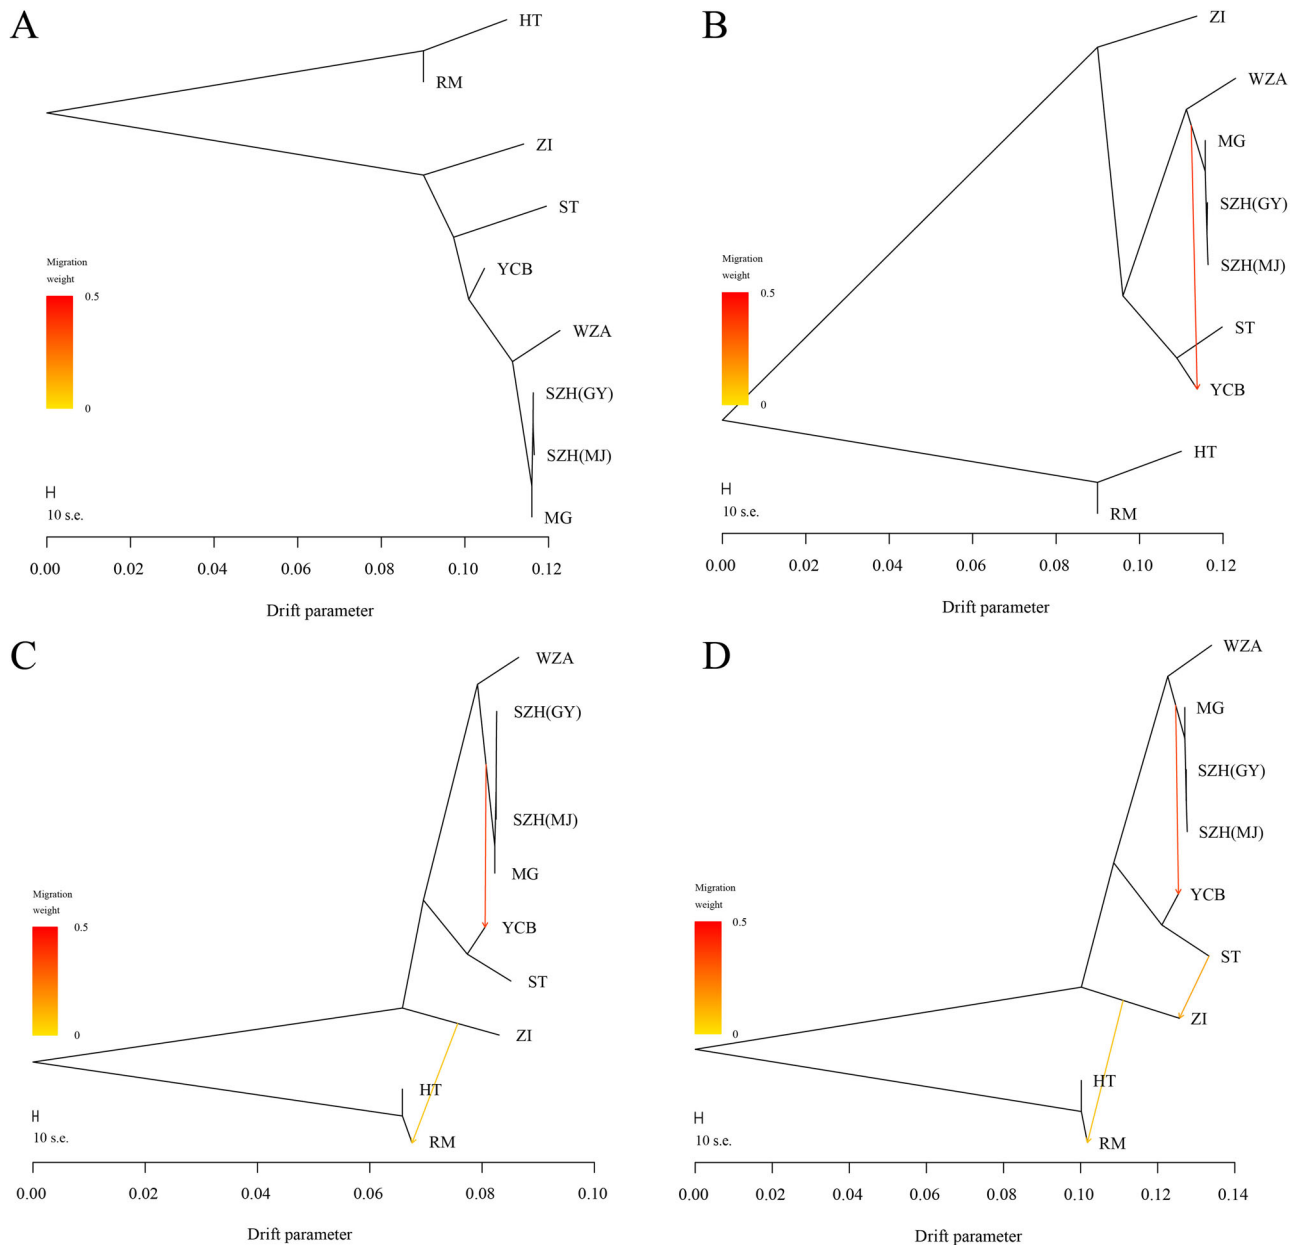 A
HT
RM
ZI
ST
YCB
WZA
SZH(GY)
SZH(MJ)
MG
Migration
weight
0.5
0
10 s.e.
0.00 0.02 0.04 0.06 0.08 0.10 0.12
Drift parameter
B
ZI
WZA
MG
SZH(GY)
SZH(MJ)
ST
YCB
HT
RM
Migration
weight
0.5
0
10 s.e.
0.00 0.02 0.04 0.06 0.08 0.10 0.12
Drift parameter
C
WZA
SZH(GY)
SZH(MJ)
MG
YCB
ST
ZI
HT
RM
Migration
weight
0.5
0
10 s.e.
0.00 0.02 0.04 0.06 0.08 0.10
Drift parameter
D
WZA
MG
SZH(GY)
SZH(MJ)
YCB
ST
ZI
HT
RM
Migration
weight
0.5
0
10 s.e.
0.00 0.02 0.04 0.06 0.08 0.10 0.12 0.14
Drift parameter